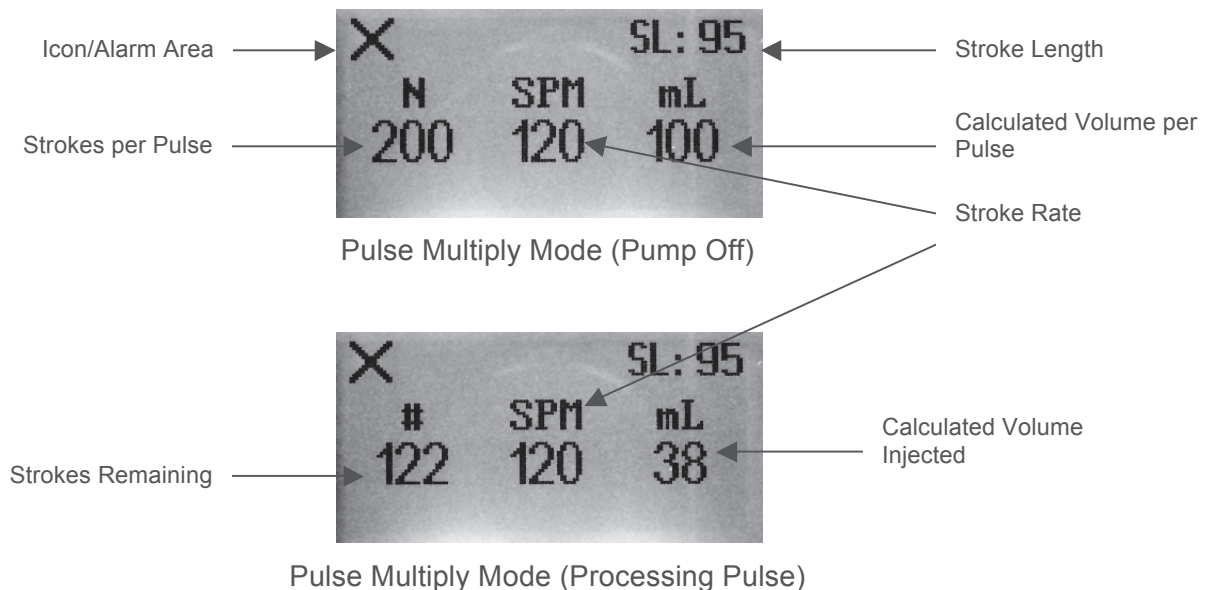 Icon/Alarm Area
SL: 95
Stroke Length
N SPM mL
Strokes per Pulse
200 120 100
Calculated Volume per
Pulse
Stroke Rate
Pulse Multiply Mode (Pump Off)
SL: 95
# SPM mL
Strokes Remaining
122 120 38
Calculated Volume
Injected
Pulse Multiply Mode (Processing Pulse)